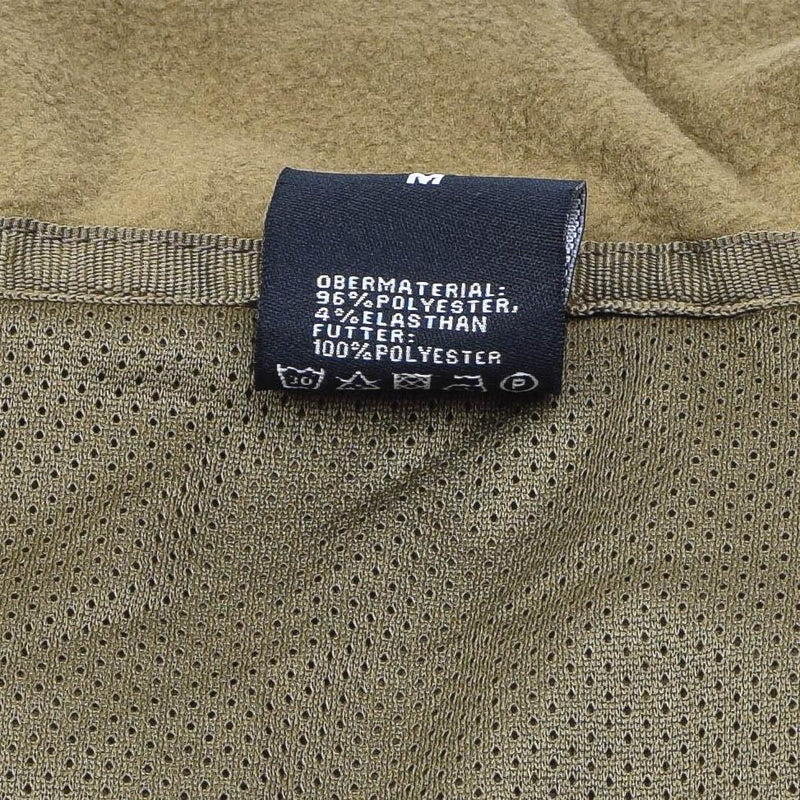 M
OBERMATERIAL:
96%POLYESTER,
4%ELASTHAN
FUTTER:
100%POLYESTER
30 P